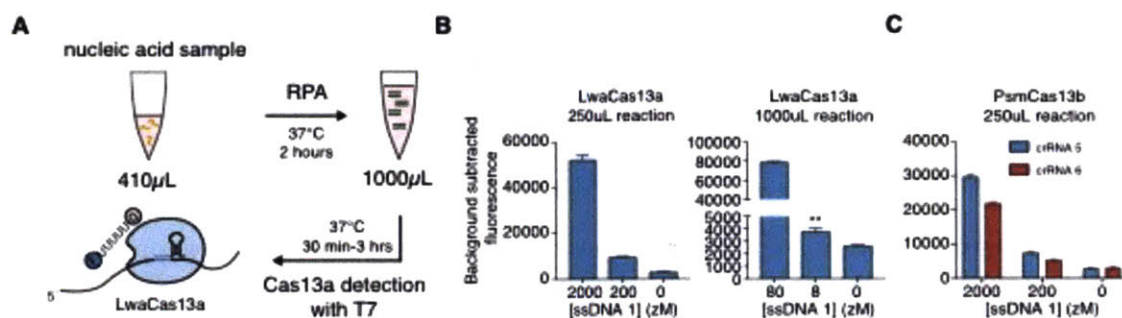 A
nucleic acid sample
RPA
37°C
2 hours
410µL
1000µL
37°C
30 min-3 hrs
Cas13a detection
with T7
LwaCas13a
5
UUUUU
B
LwaCas13a
250uL reaction
Background subtracted
fluorescence
60000
40000
20000
0
2000 200 0
[ssDNA 1] (zM)
LwaCas13a
1000uL reaction
100000
80000
60000
40000
20000
5000
4000
3000
2000
1000
0
**
80 8 0
[ssDNA 1] (zM)
C
PsmCas13b
250uL reaction
40000
30000
20000
10000
0
crRNA 5
crRNA 6
2000 200 0
[ssDNA 1] (zM)